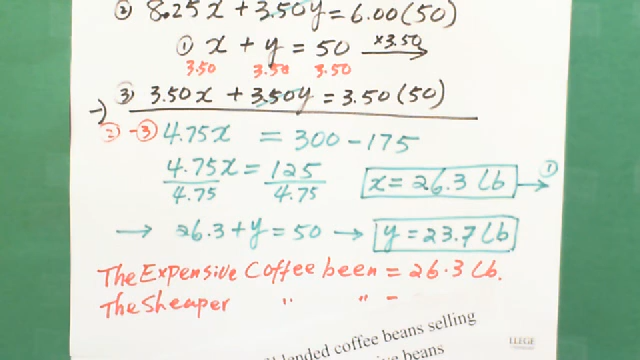 ② 8.25x + 3.50y = 6.00(50)
① x + y = 50 ×3.50
3.50 3.50 3.50
③ 3.50x + 3.50y = 3.50(50)
② - ③ 4.75x = 300 - 175
4.75x = 125
4.75 4.75
x = 26.3 lb → ①
→ 26.3 + y = 50 → y = 23.7 lb
The Expensive Coffee been = 26.3 lb.
The Sheaper " " =
blended coffee beans selling
beans
LLEGE